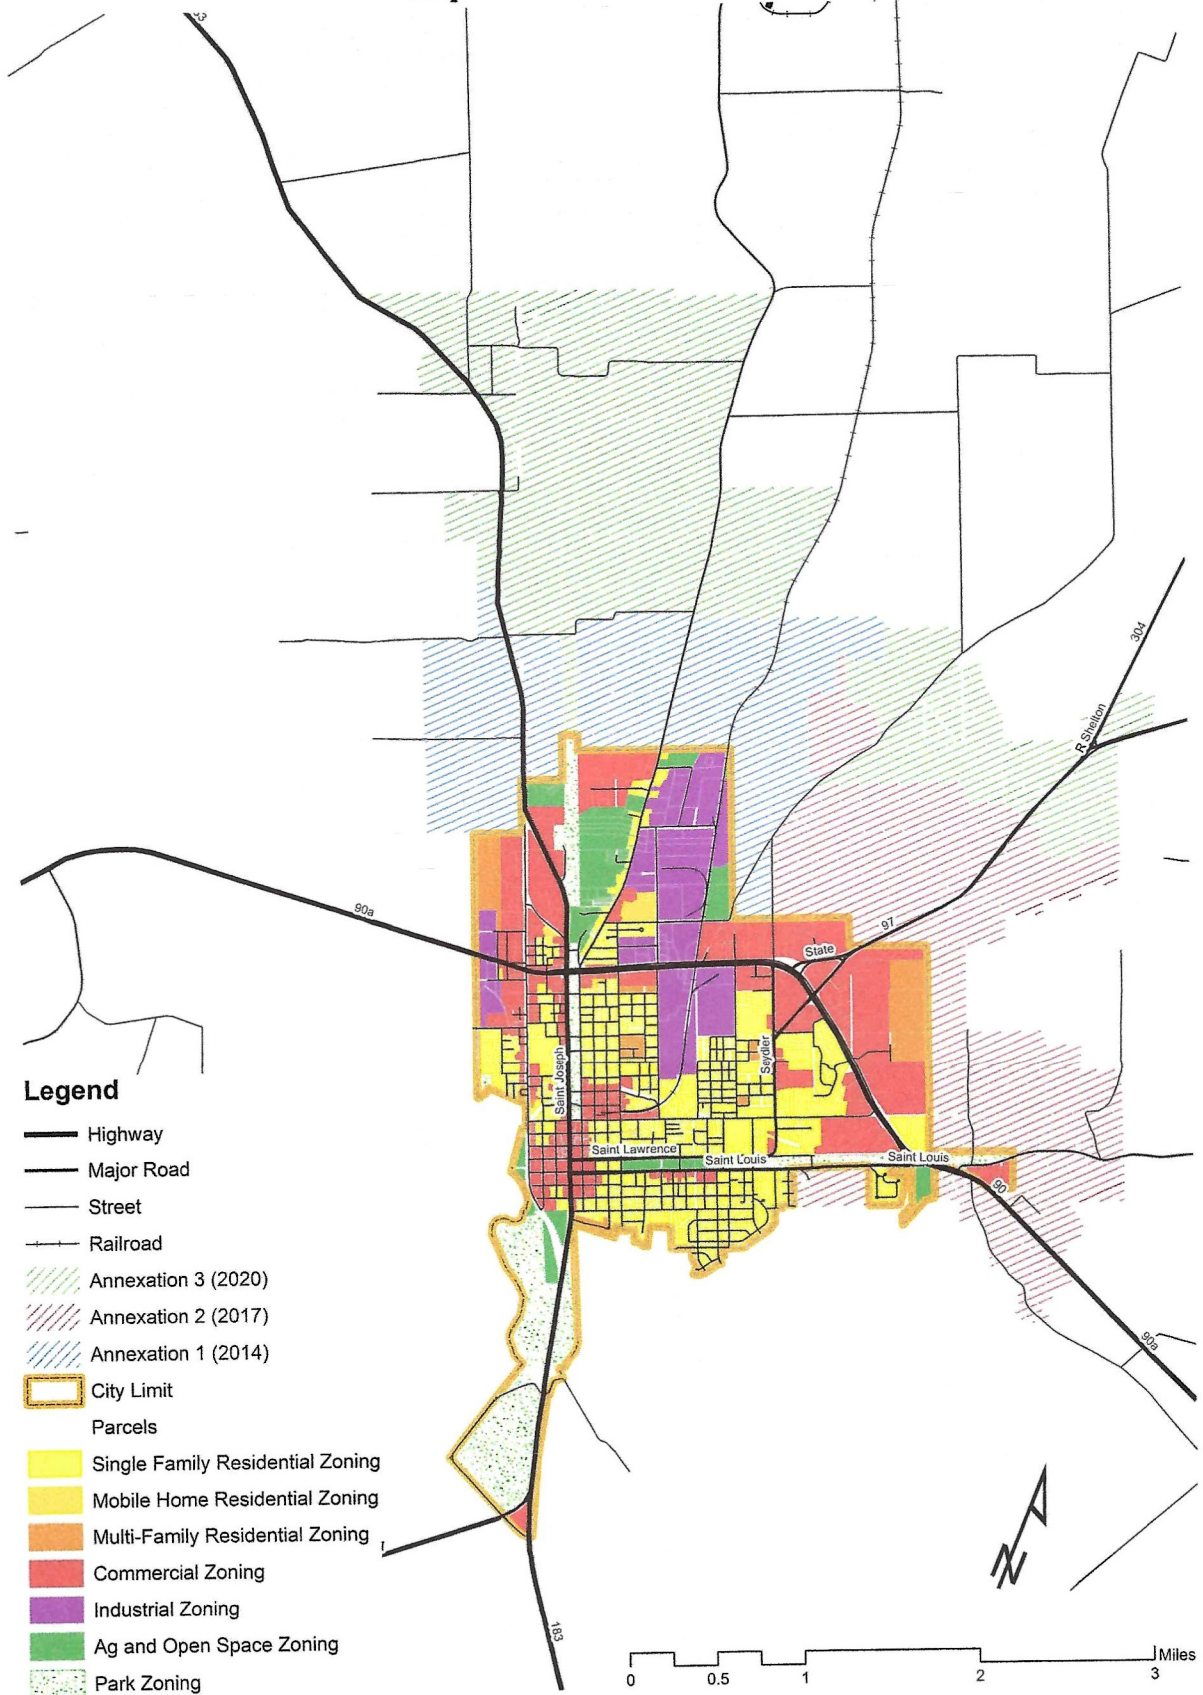 304
R Shelton
90a
97
State
Seydler
Saint Joseph
Saint Lawrence
Saint Louis
Saint Louis
90
90a
183
Legend
Highway
Major Road
Street
Railroad
Annexation 3 (2020)
Annexation 2 (2017)
Annexation 1 (2014)
City Limit
Parcels
Single Family Residential Zoning
Mobile Home Residential Zoning
Multi-Family Residential Zoning
Commercial Zoning
Industrial Zoning
Ag and Open Space Zoning
Park Zoning
N
Miles
0 0.5 1 2 3